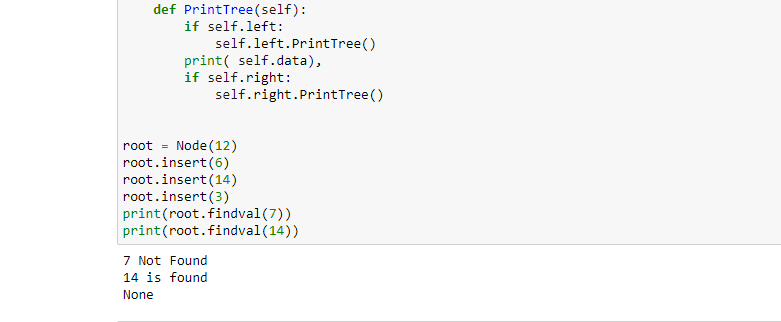 def PrintTree(self):
if self.left:
self.left.PrintTree()
print( self.data),
if self.right:
self.right.PrintTree()
root = Node(12)
root.insert(6)
root.insert(14)
root.insert(3)
print(root.findval(7))
print(root.findval(14))
7 Not Found
14 is found
None